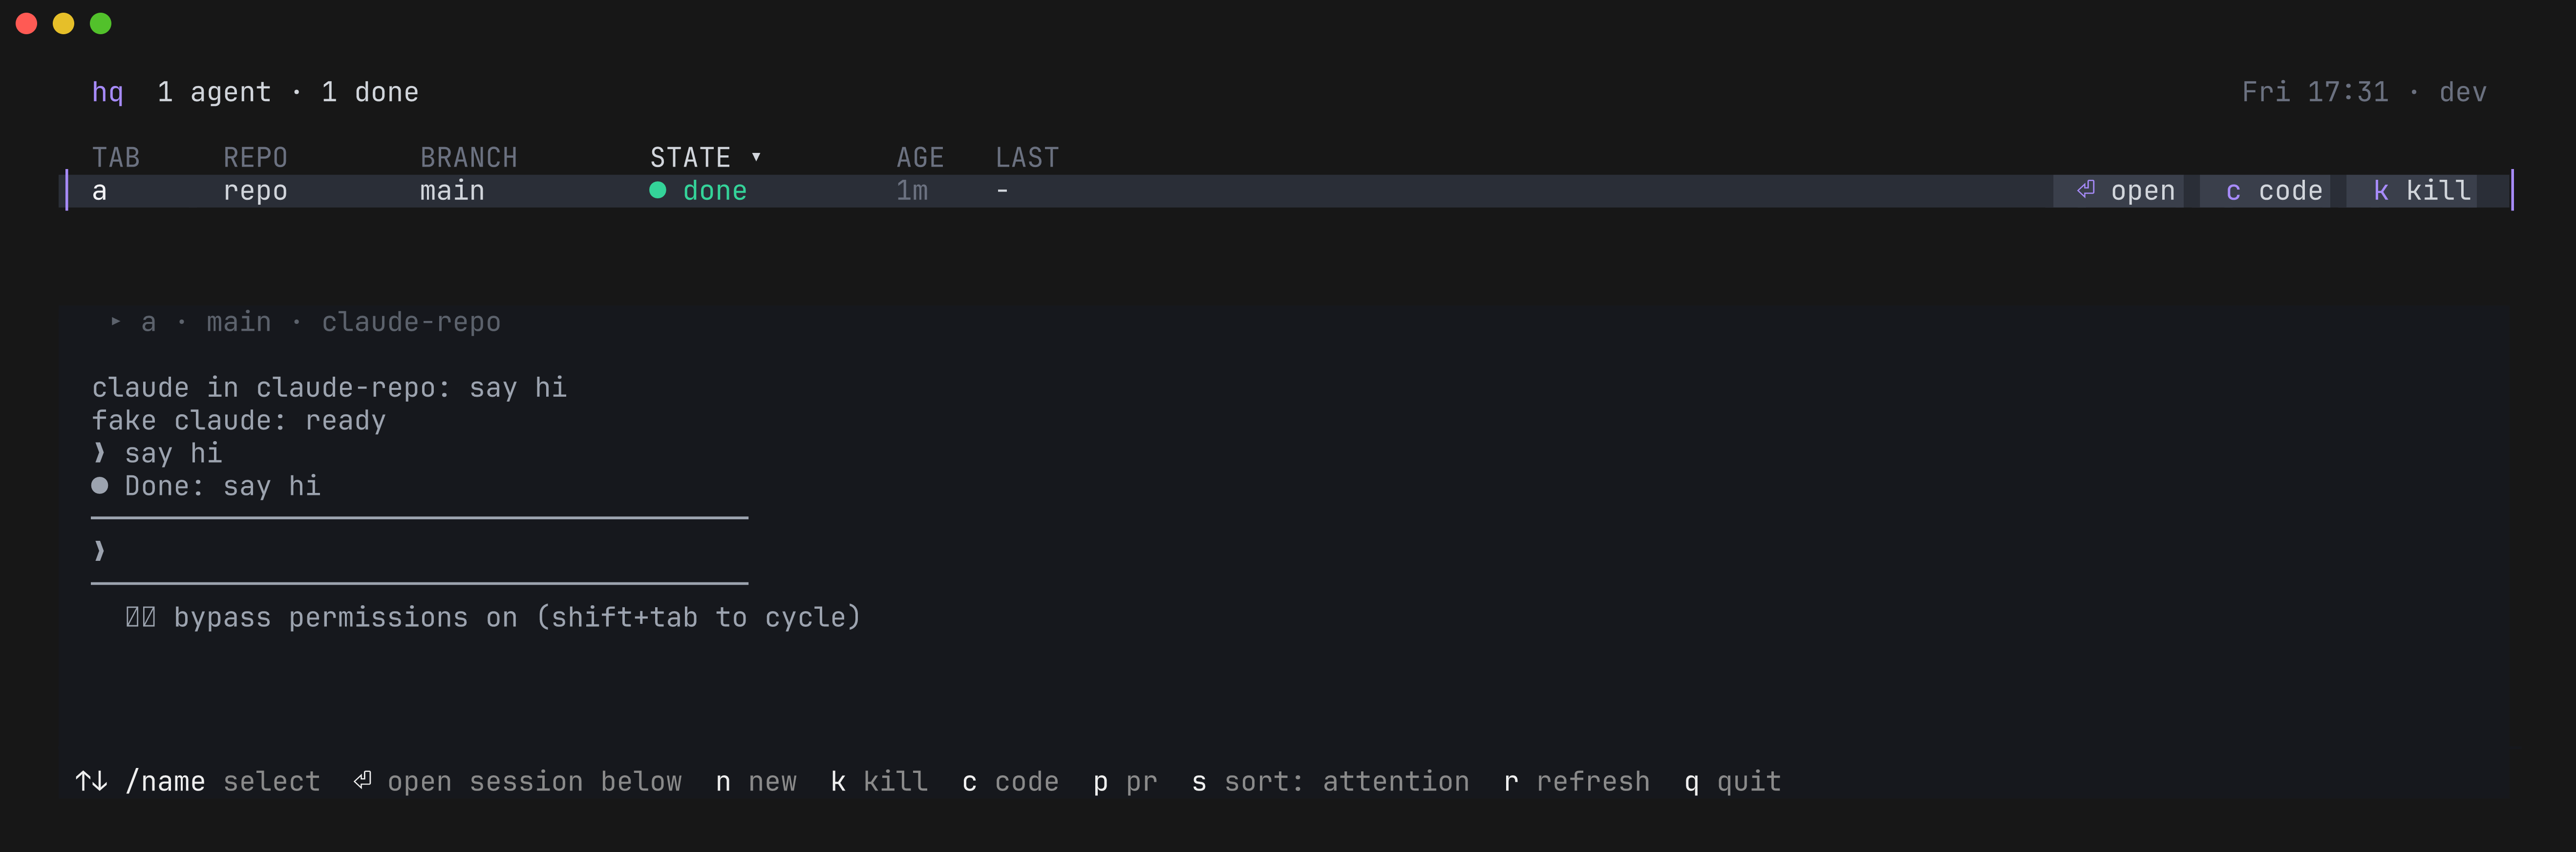 hq 1 agent · 1 done Fri 17:31 · dev
TAB REPO BRANCH STATE ▾ AGE LAST
a repo main ● done 1m - ⏎ open c code k kill
▸ a · main · claude-repo
claude in claude-repo: say hi
fake claude: ready
❯ say hi
● Done: say hi
❯
bypass permissions on (shift+tab to cycle)
↑↓ /name select ⏎ open session below n new k kill c code p pr s sort: attention r refresh q quit